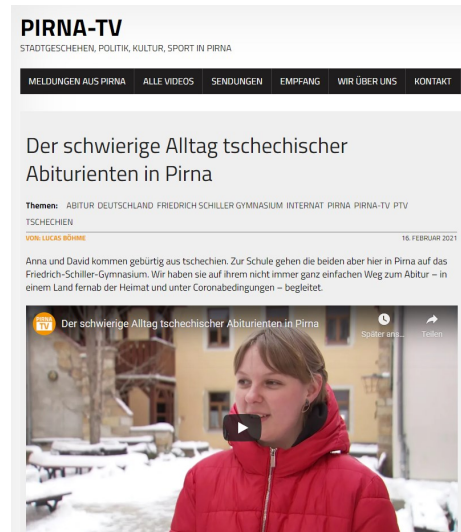 PIRNA-TV
STADTGESCHEHEN, POLITIK, KULTUR, SPORT IN PIRNA
MELDUNGEN AUS PIRNA ALLE VIDEOS SENDUNGEN EMPFANG WIR ÜBER UNS KONTAKT
Der schwierige Alltag tschechischer
Abiturienten in Pirna
Themen: ABITUR DEUTSCHLAND FRIEDRICH SCHILLER GYMNASIUM INTERNAT PIRNA PIRNA-TV PTV
TSCHECHIEN
VON: LUCAS BÖHME 16. FEBRUAR 2021
Anna und David kommen gebürtig aus tschechien. Zur Schule gehen die beiden aber hier in Pirna auf das
Friedrich-Schiller-Gymnasium. Wir haben sie auf ihrem nicht immer ganz einfachen Weg zum Abitur – in
einem Land fernab der Heimat und unter Coronabedingungen – begleitet.
PIRNA
TV
Der schwierige Alltag tschechischer Abiturienten in Pirna
Später ans... Teilen